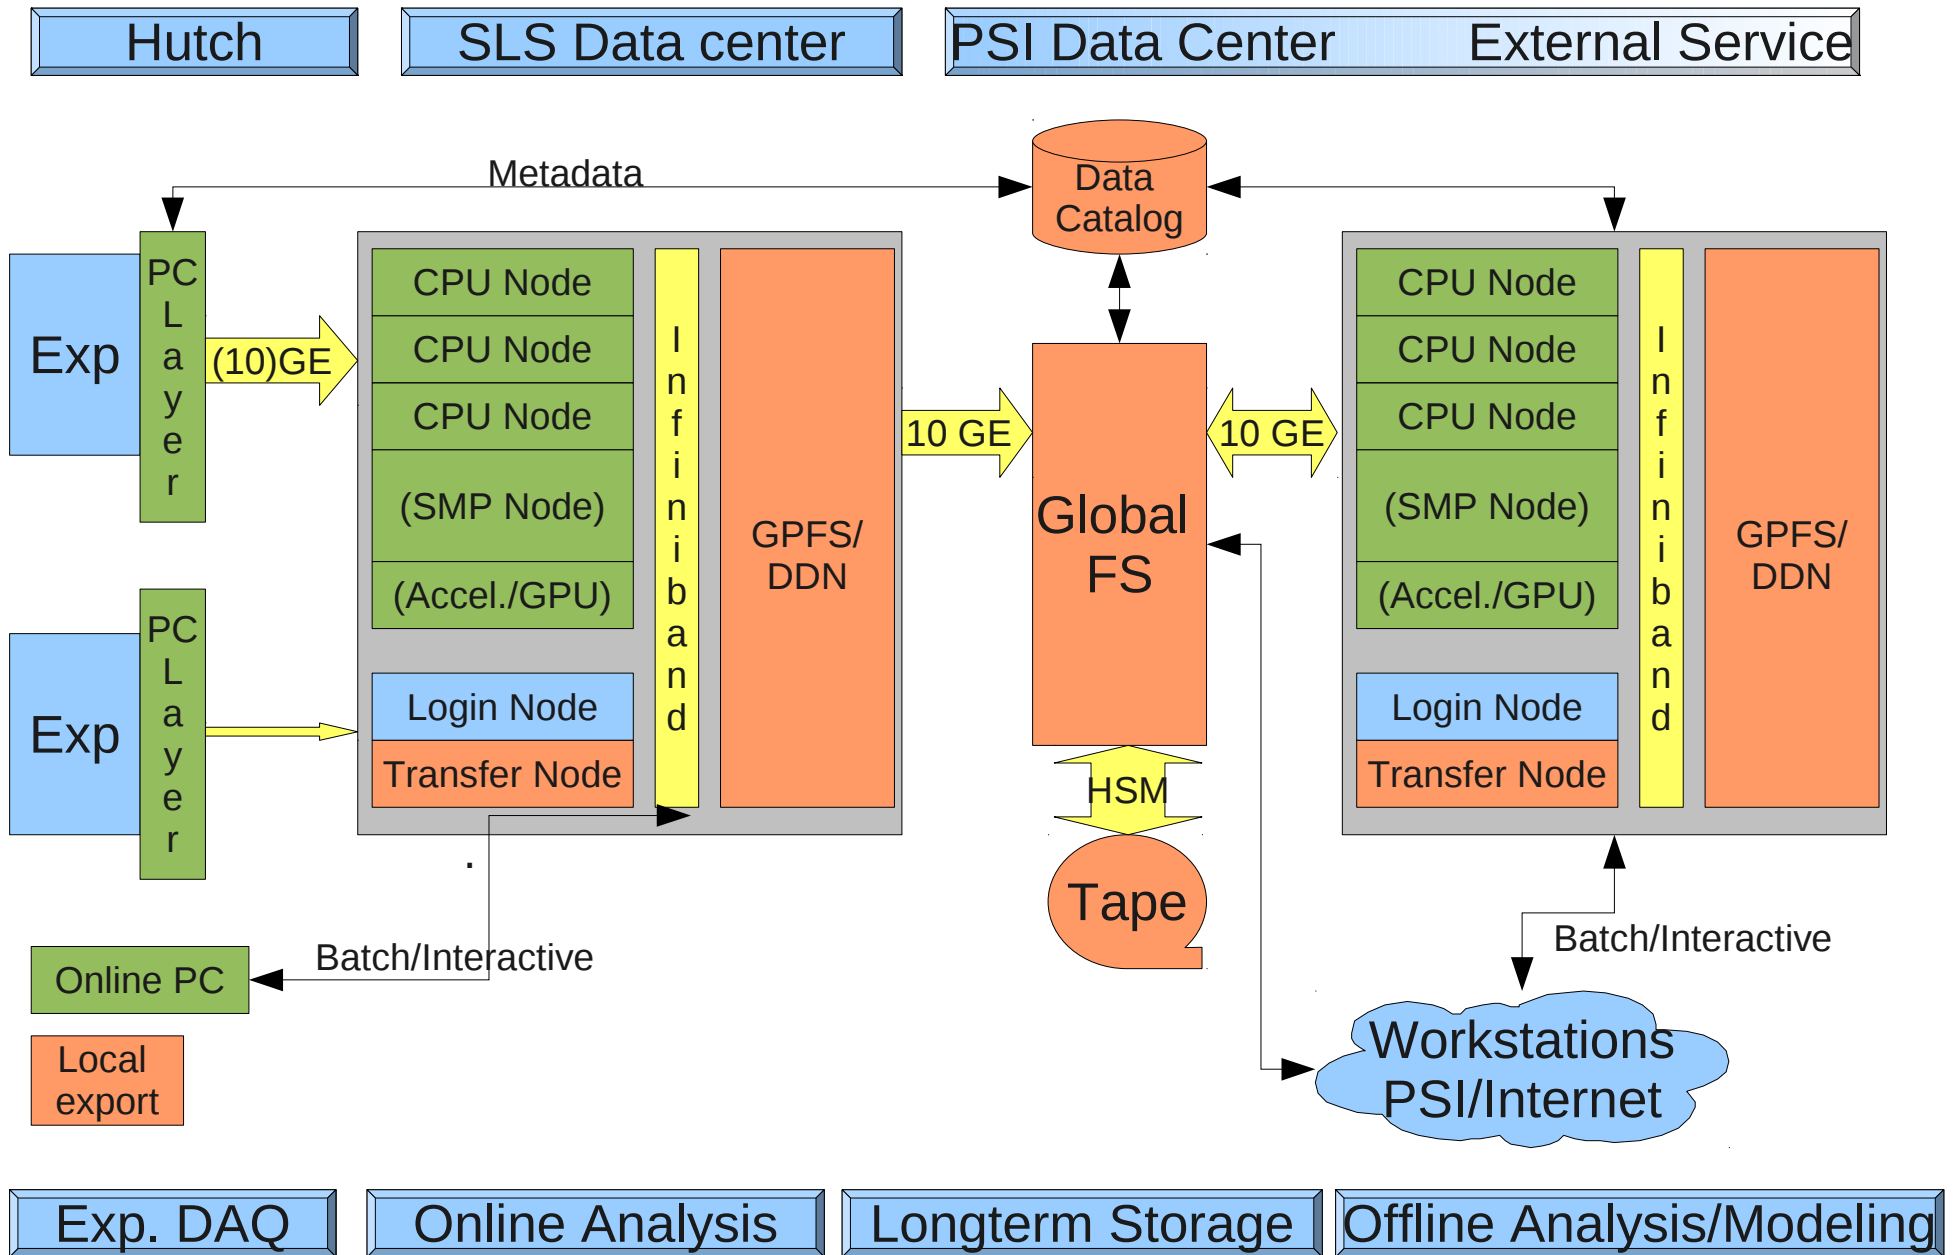 Hutch
SLS Data center
PSI Data Center External Service
Metadata
Data
Catalog
Exp
PC
Layer
(10)GE
CPU Node
CPU Node
CPU Node
(SMP Node)
(Accel./GPU)
Login Node
Transfer Node
Infiniband
GPFS/
DDN
10 GE
Global
FS
10 GE
CPU Node
CPU Node
CPU Node
(SMP Node)
(Accel./GPU)
Login Node
Transfer Node
Infiniband
GPFS/
DDN
Exp
PC
Layer
HSM
Tape
.
Batch/Interactive
Online PC
Local
export
Batch/Interactive
Workstations
PSI/Internet
Exp. DAQ
Online Analysis
Longterm Storage
Offline Analysis/Modeling